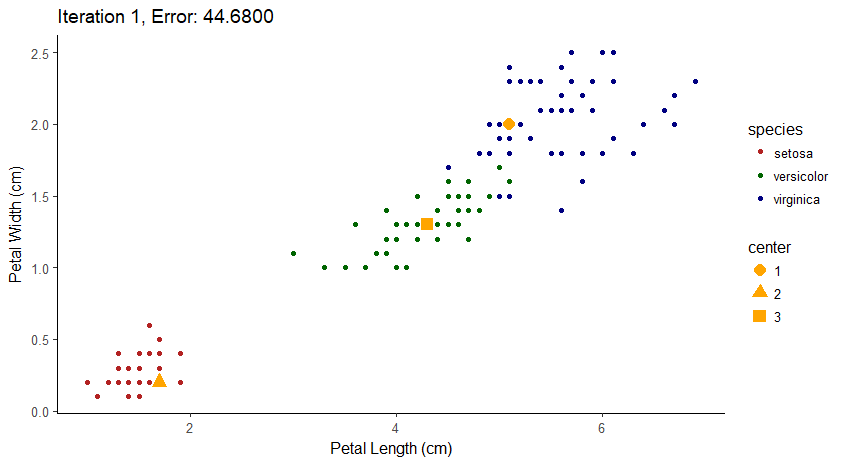 Iteration 1, Error: 44.6800
2.5
2.0
1.5
1.0
0.5
0.0
Petal Width (cm)
2
4
6
Petal Length (cm)
species
setosa
versicolor
virginica
center
1
2
3